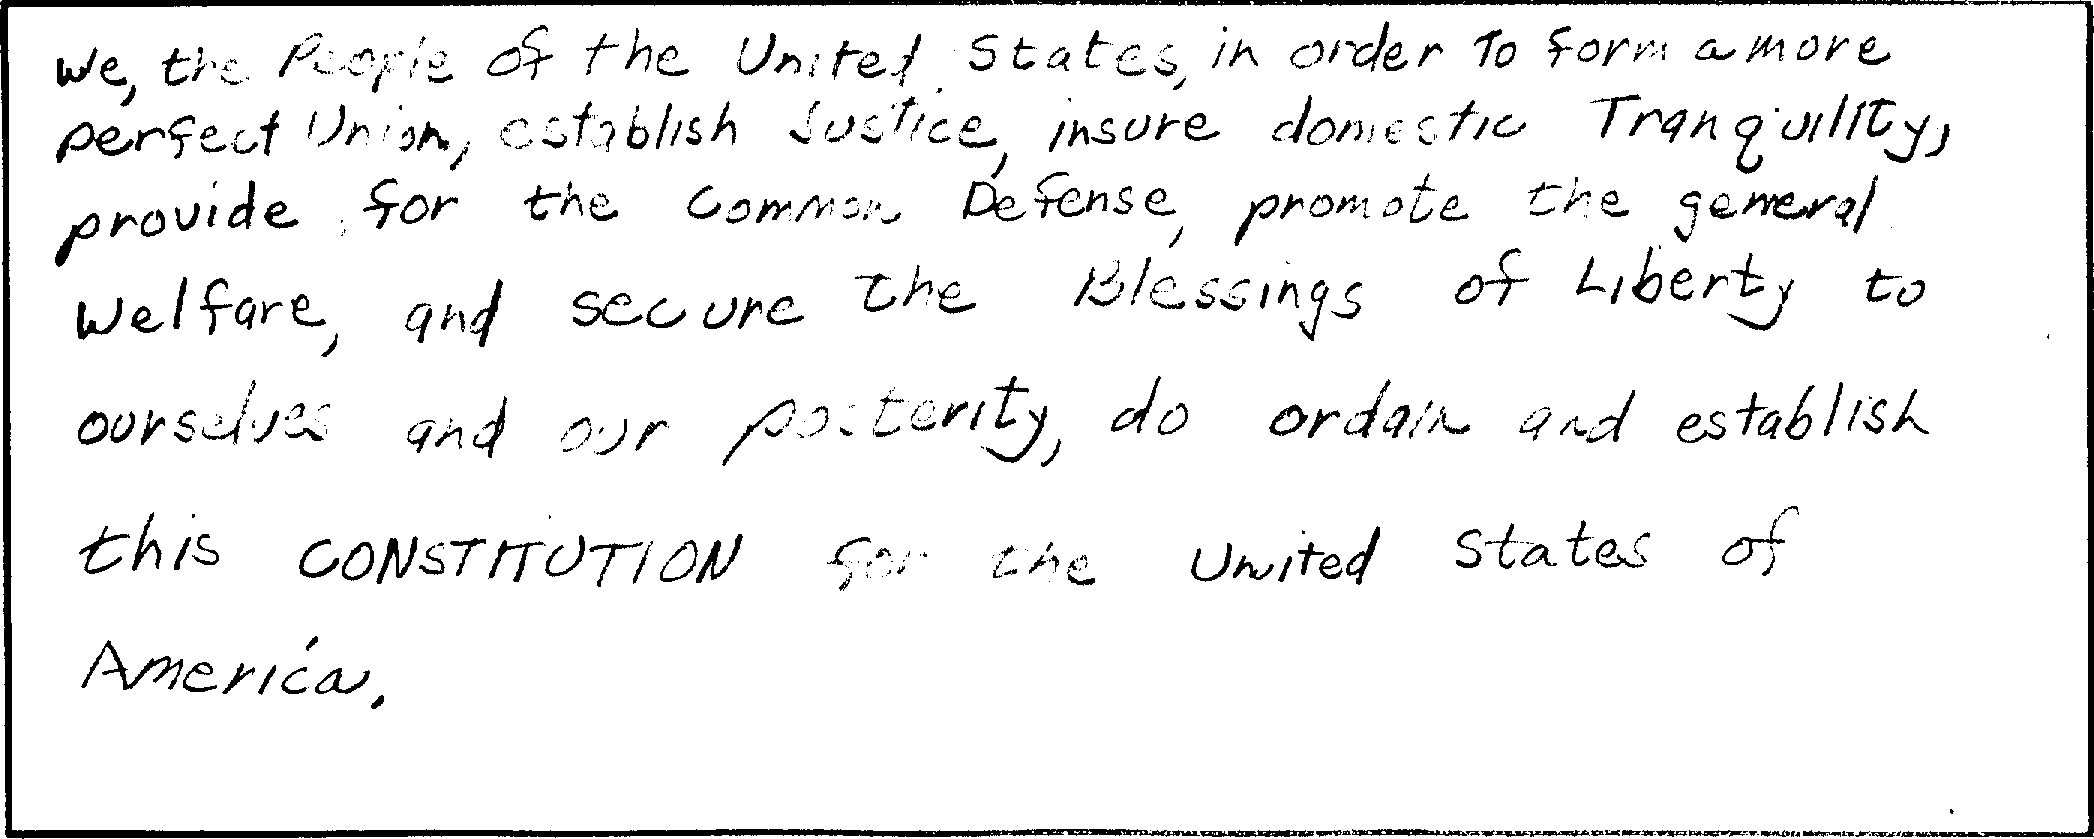 We, the People of the United States, in order To form a more
perfect Union, establish Justice, insure domestic Tranquility,
provide for the Common Defense, promote the general
Welfare, and secure the Blessings of Liberty to
ourselves and our posterity, do ordain and establish
this CONSTITUTION for the United States of
America.